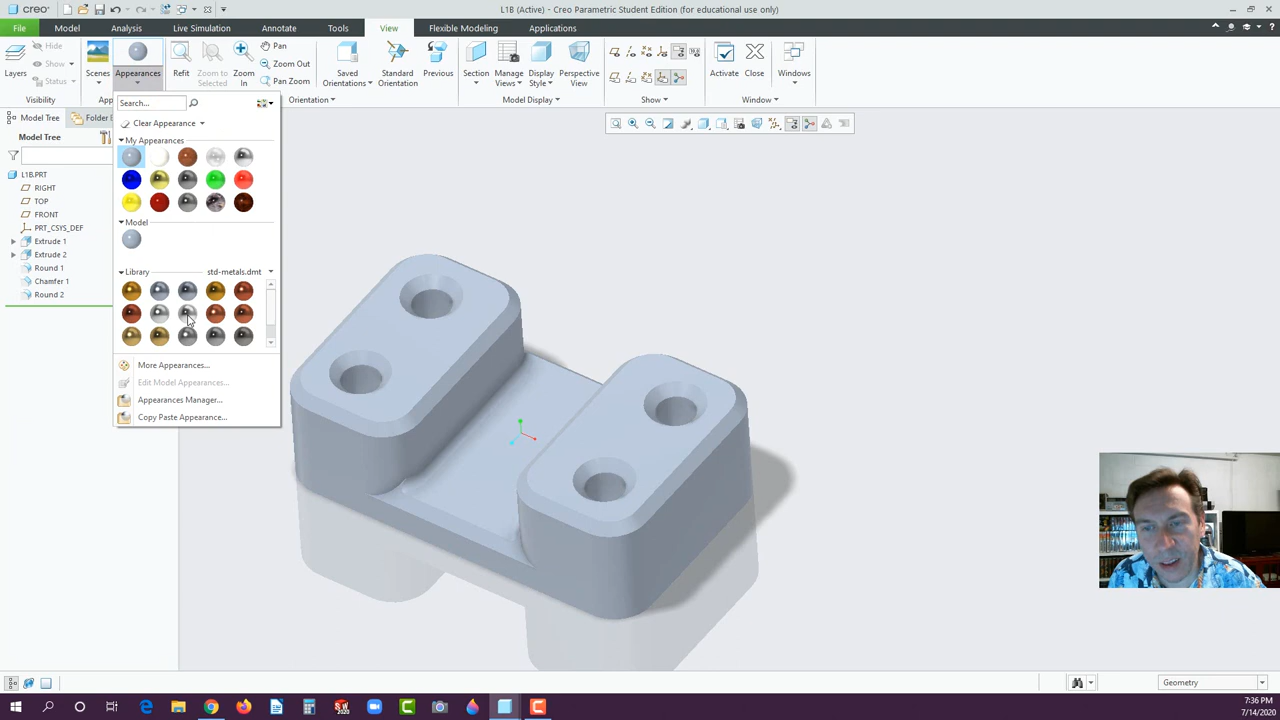 creo
L1B (Active) - Creo Parametric Student Edition (for educational use only)
File Model Analysis Annotate Tools View Flexible Modeling Applications
Layers
Hide
Show
Status
Visibility
Scenes
Appearances
Refit
Zoom to Selected
Zoom In
Pan
Zoom Out
Pan Zoom
Saved Orientations
Standard Orientation
Previous
Orientation
Section
Manage Views
Display Style
Perspective View
Model Display
Show
Activate
Close
Windows
Window
Model Tree
Model Tree
L1B.PRT
RIGHT
TOP
FRONT
PRT_CSYS_DEF
Extrude 1
Extrude 2
Round 1
Chamfer 1
Round 2
Search...
Clear Appearance
My Appearances
Model
Library std-metals.dmt
More Appearances...
Edit Model Appearances...
Appearances Manager...
Copy Paste Appearance...
Geometry
7:36 PM
7/14/2020